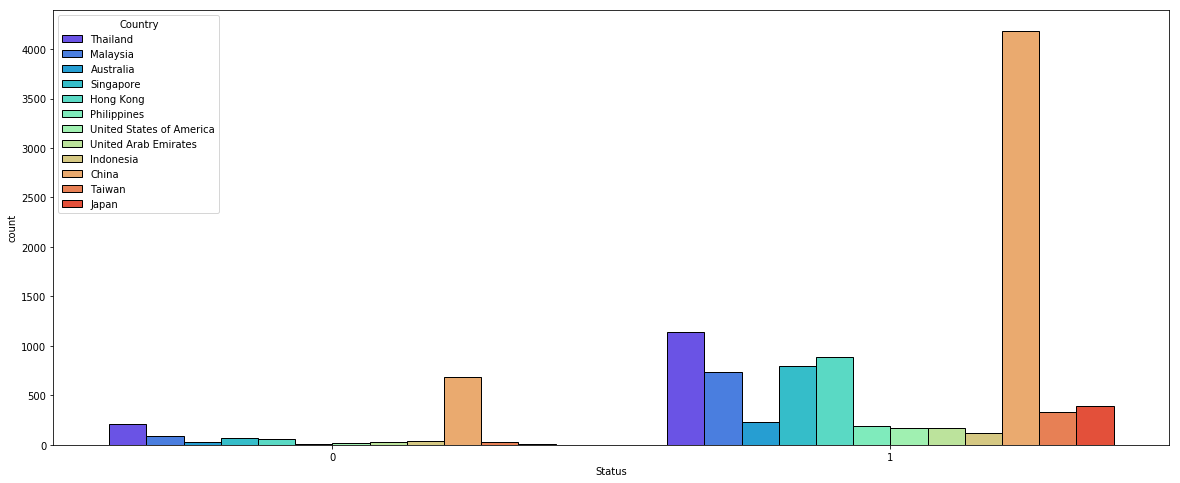 Country
Thailand
Malaysia
Australia
Singapore
Hong Kong
Philippines
United States of America
United Arab Emirates
Indonesia
China
Taiwan
Japan
4000
3500
3000
2500
2000
1500
1000
500
0
count
0
1
Status